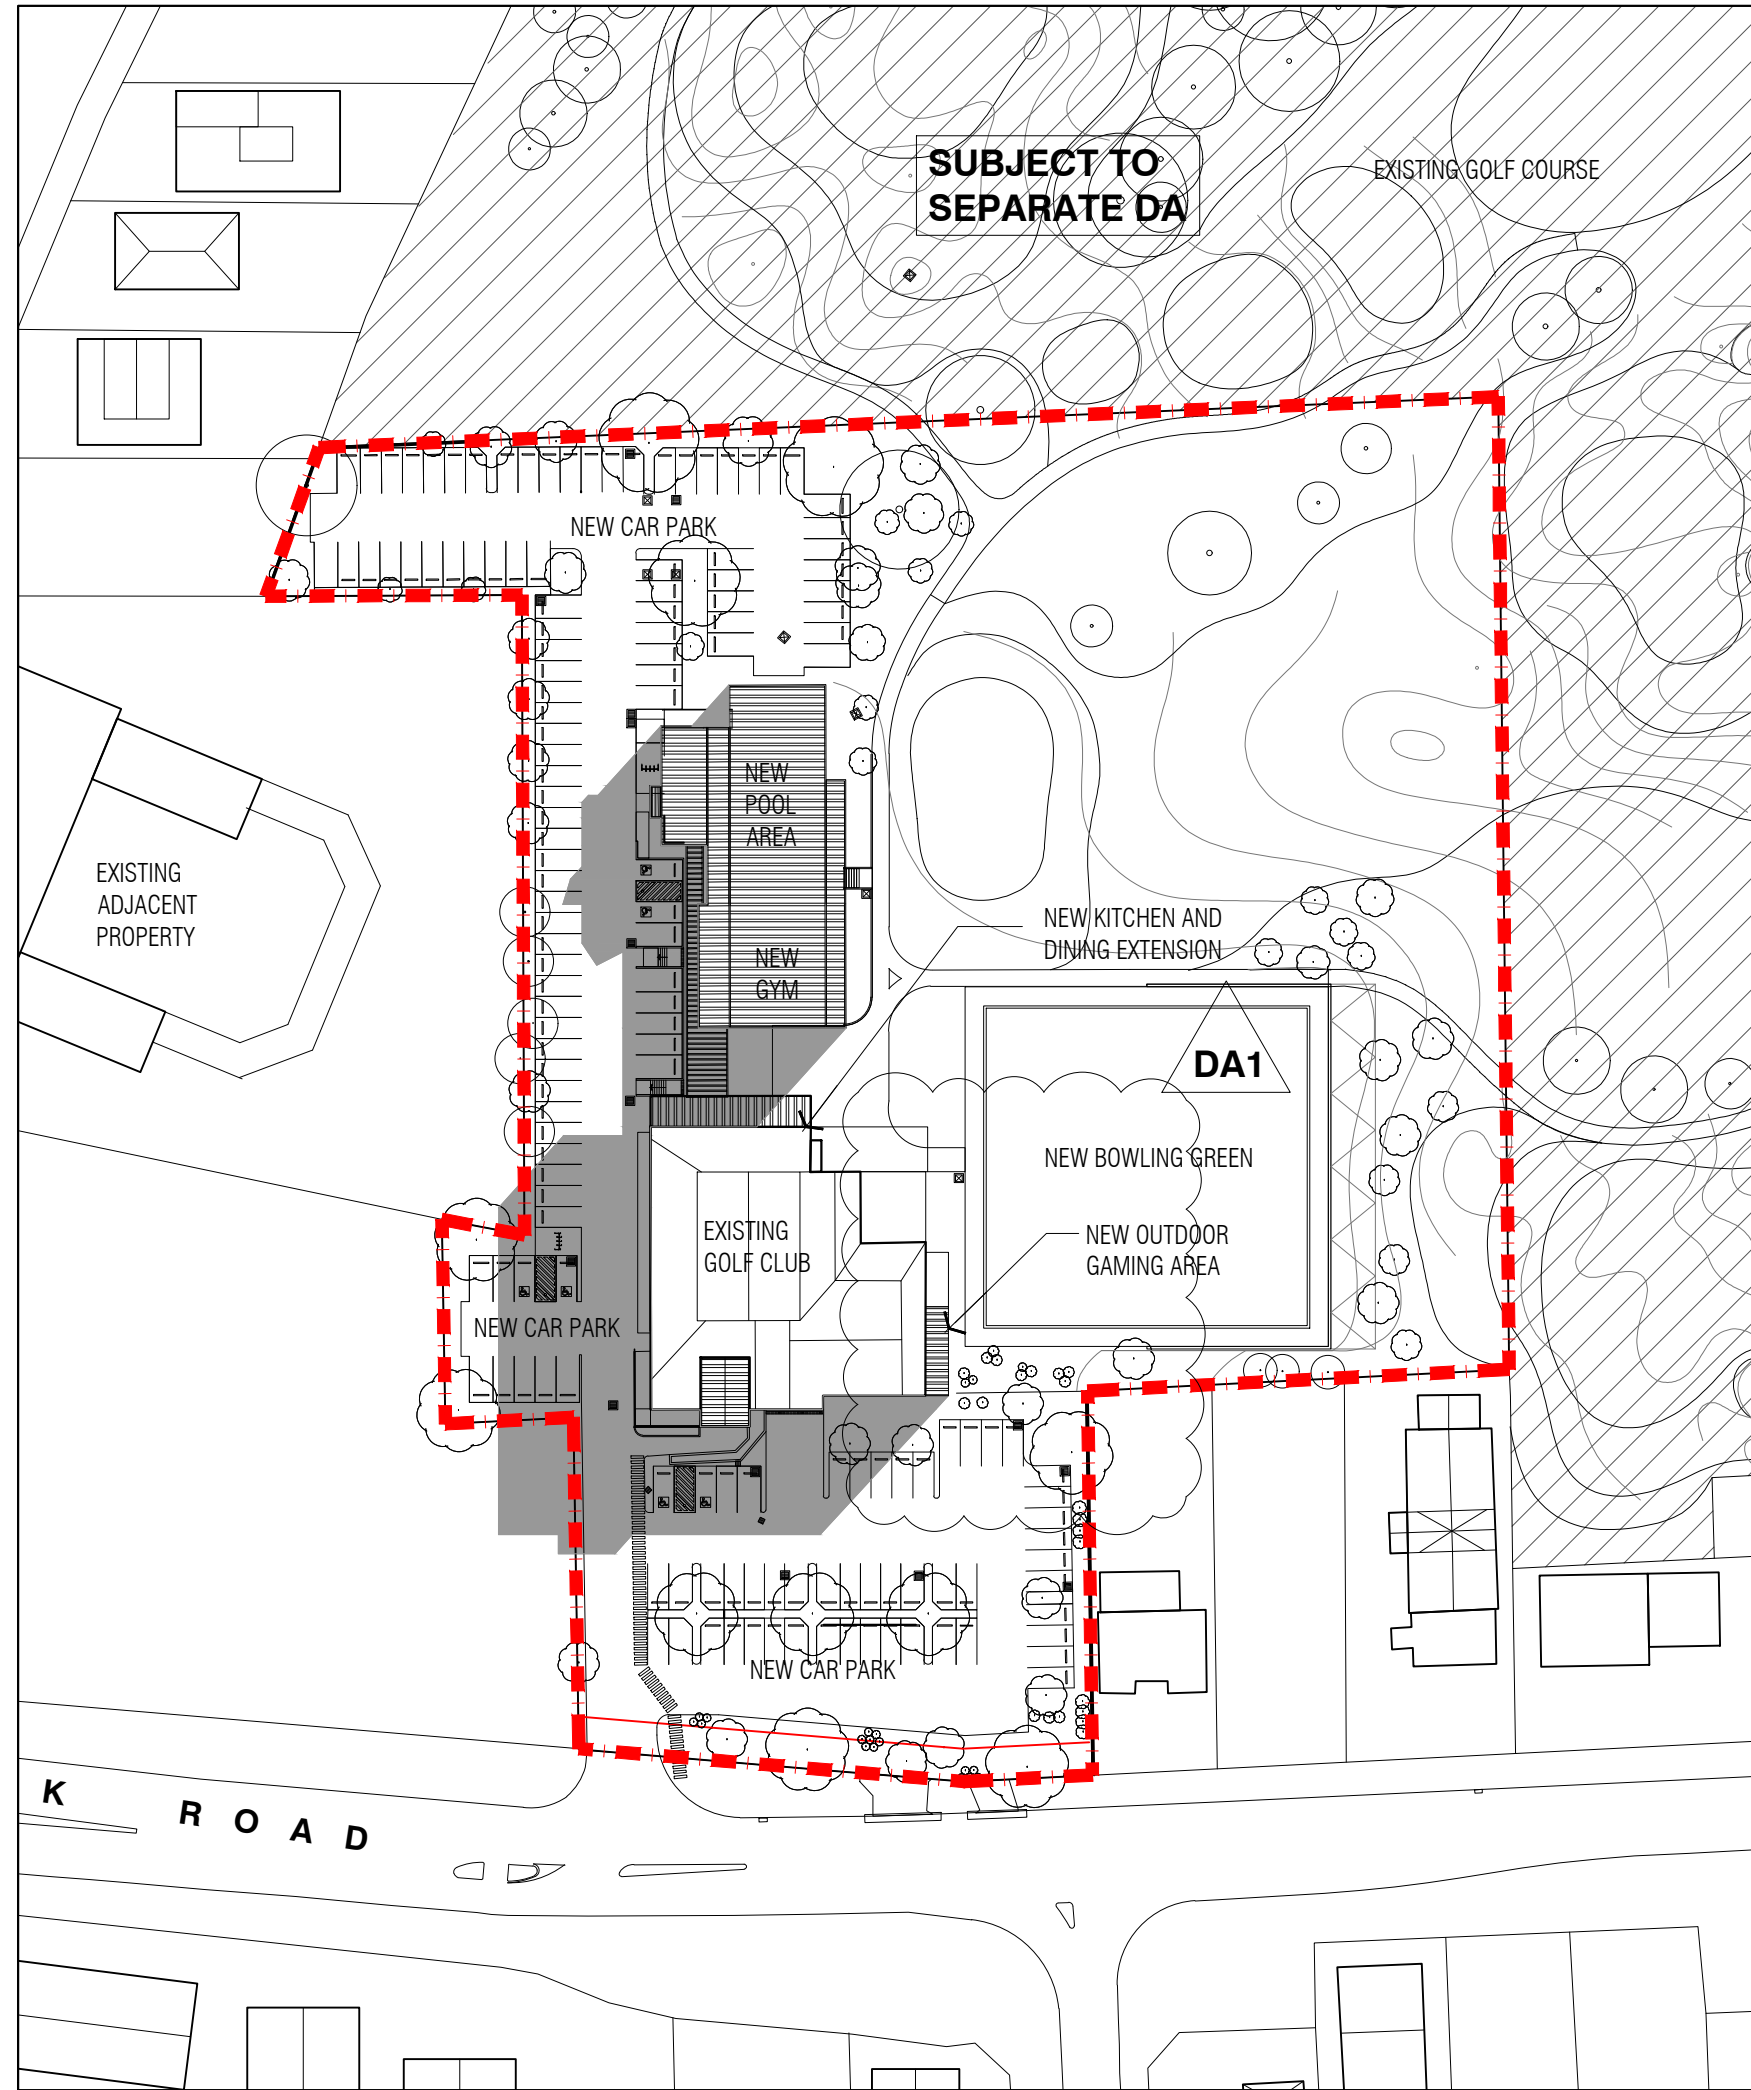 SUBJECT TO
SEPARATE DA
EXISTING GOLF COURSE
NEW CAR PARK
NEW
POOL
AREA
EXISTING
ADJACENT
PROPERTY
NEW KITCHEN AND
DINING EXTENSION
NEW
GYM
DA1
NEW BOWLING GREEN
EXISTING
GOLF CLUB
NEW OUTDOOR
GAMING AREA
NEW CAR PARK
NEW CAR PARK
K ROAD